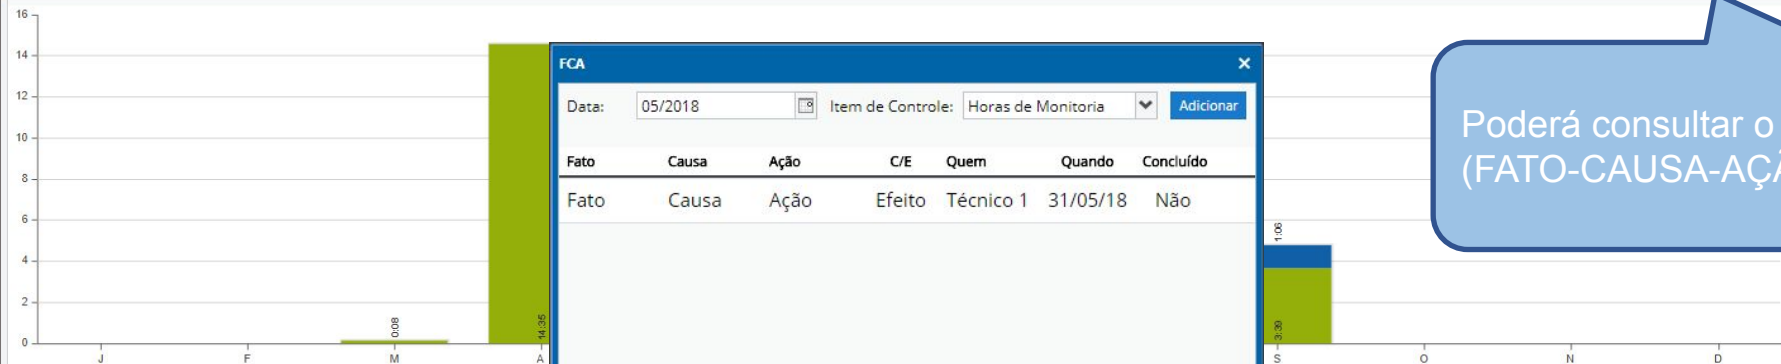 16
14
12
10
8
6
4
2
0
0:08
14:35
1:06
3:39
J F M A S O N D
FCA
Data: 05/2018 Item de Controle: Horas de Monitoria Adicionar
Fato Causa Ação C/E Quem Quando Concluído
Fato Causa Ação Efeito Técnico 1 31/05/18 Não
Poderá consultar o
(FATO-CAUSA-AÇÃ